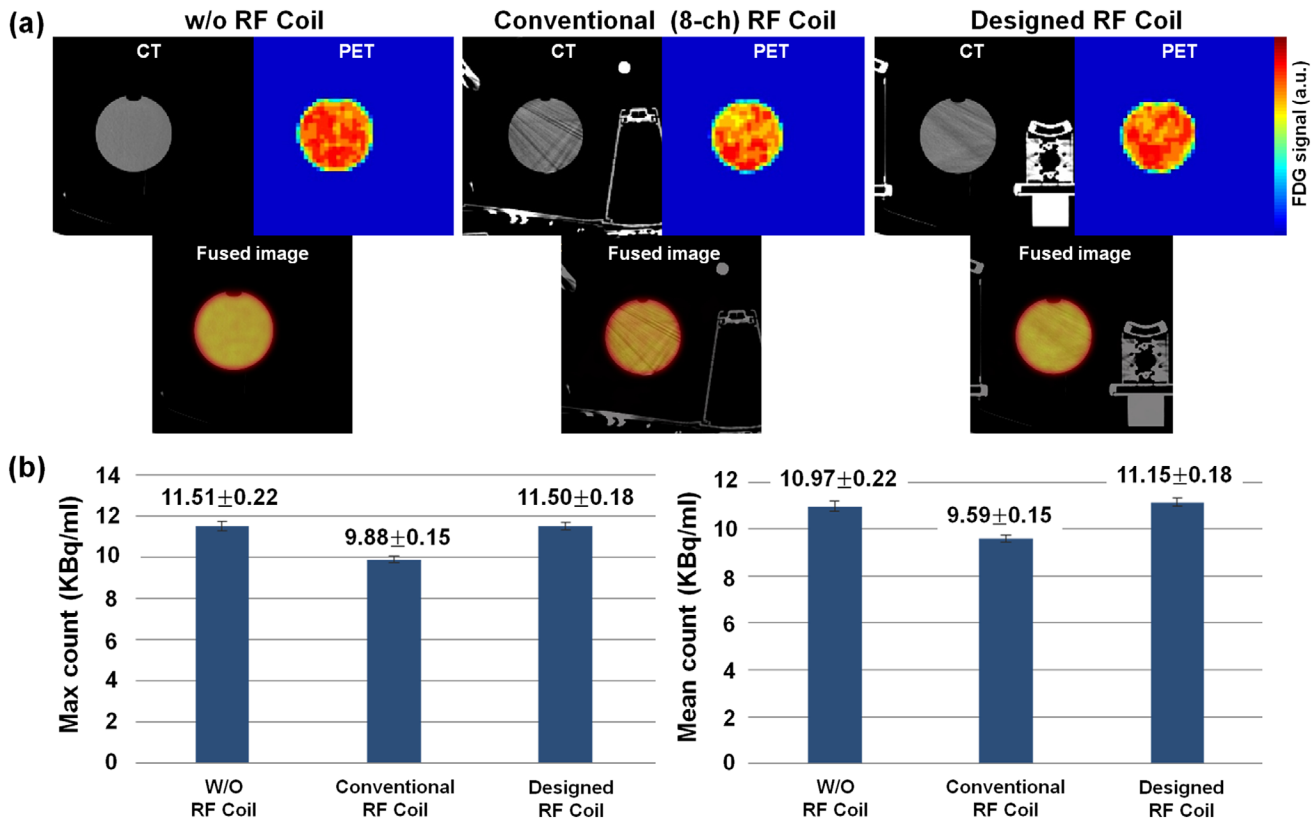 (a)
w/o RF Coil
Conventional (8-ch) RF Coil
Designed RF Coil
CT
PET
CT
PET
CT
PET
FDG signal (a.u.)
Fused image
Fused image
Fused image
(b)
Max count (KBq/ml)
14
12
10
8
6
4
2
0
11.51±0.22
9.88±0.15
11.50±0.18
W/O
RF Coil
Conventional
RF Coil
Designed
RF Coil
Mean count (KBq/ml)
12
10
8
6
4
2
0
10.97±0.22
9.59±0.15
11.15±0.18
W/O
RF Coil
Conventional
RF Coil
Designed
RF Coil